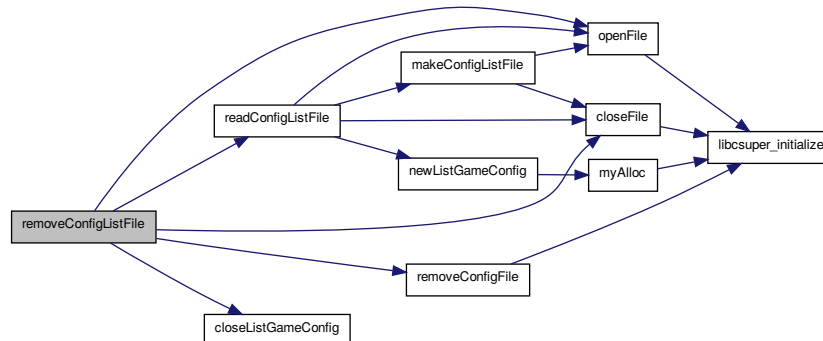 openFile
makeConfigListFile
readConfigListFile
closeFile
libcsuper_initialize
newListGameConfig
myAlloc
removeConfigListFile
removeConfigFile
closeListGameConfig